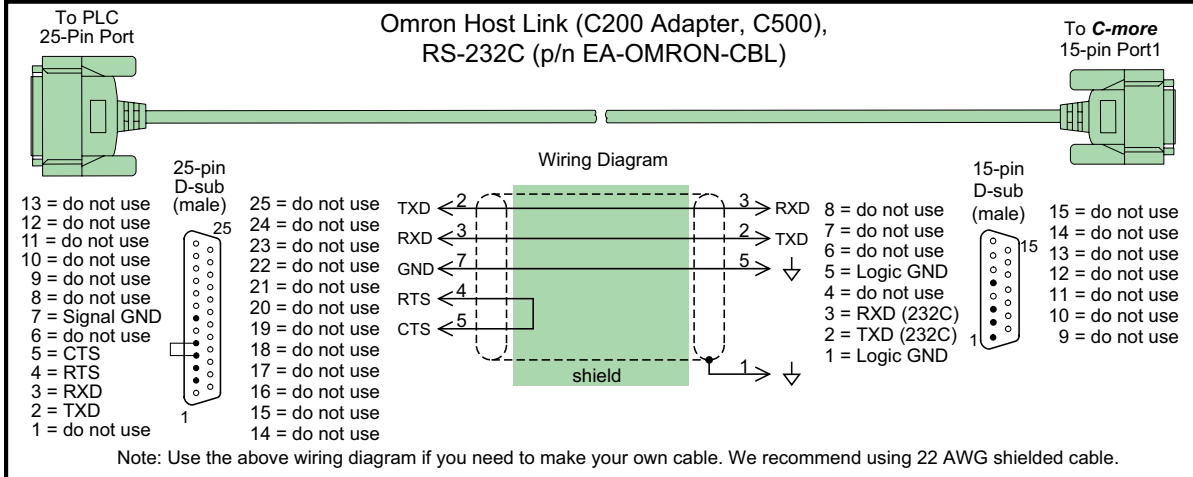 To PLC
25-Pin Port
Omron Host Link (C200 Adapter, C500),
RS-232C (p/n EA-OMRON-CBL)
To C-more
15-pin Port1
Wiring Diagram
25-pin
D-sub
(male)
15-pin
D-sub
(male)
13 = do not use
12 = do not use
11 = do not use
10 = do not use
9 = do not use
8 = do not use
7 = Signal GND
6 = do not use
5 = CTS
4 = RTS
3 = RXD
2 = TXD
1 = do not use
25
1
25 = do not use
24 = do not use
23 = do not use
22 = do not use
21 = do not use
20 = do not use
19 = do not use
18 = do not use
17 = do not use
16 = do not use
15 = do not use
14 = do not use
TXD 2 3 RXD
RXD 3 2 TXD
GND 7 5
RTS 4
CTS 5
1
shield
8 = do not use
7 = do not use
6 = do not use
5 = Logic GND
4 = do not use
3 = RXD (232C)
2 = TXD (232C)
1 = Logic GND
15
1
15 = do not use
14 = do not use
13 = do not use
12 = do not use
11 = do not use
10 = do not use
9 = do not use
Note: Use the above wiring diagram if you need to make your own cable. We recommend using 22 AWG shielded cable.